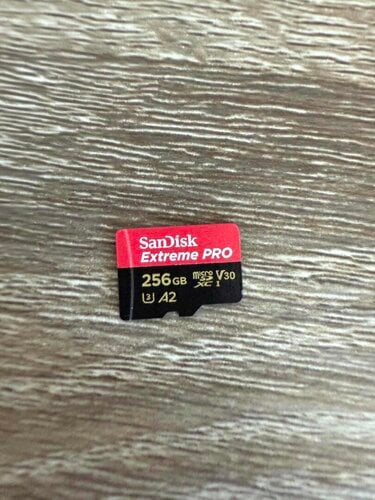 SanDisk
Extreme PRO
256GB micro SD XC I V30
3 A2